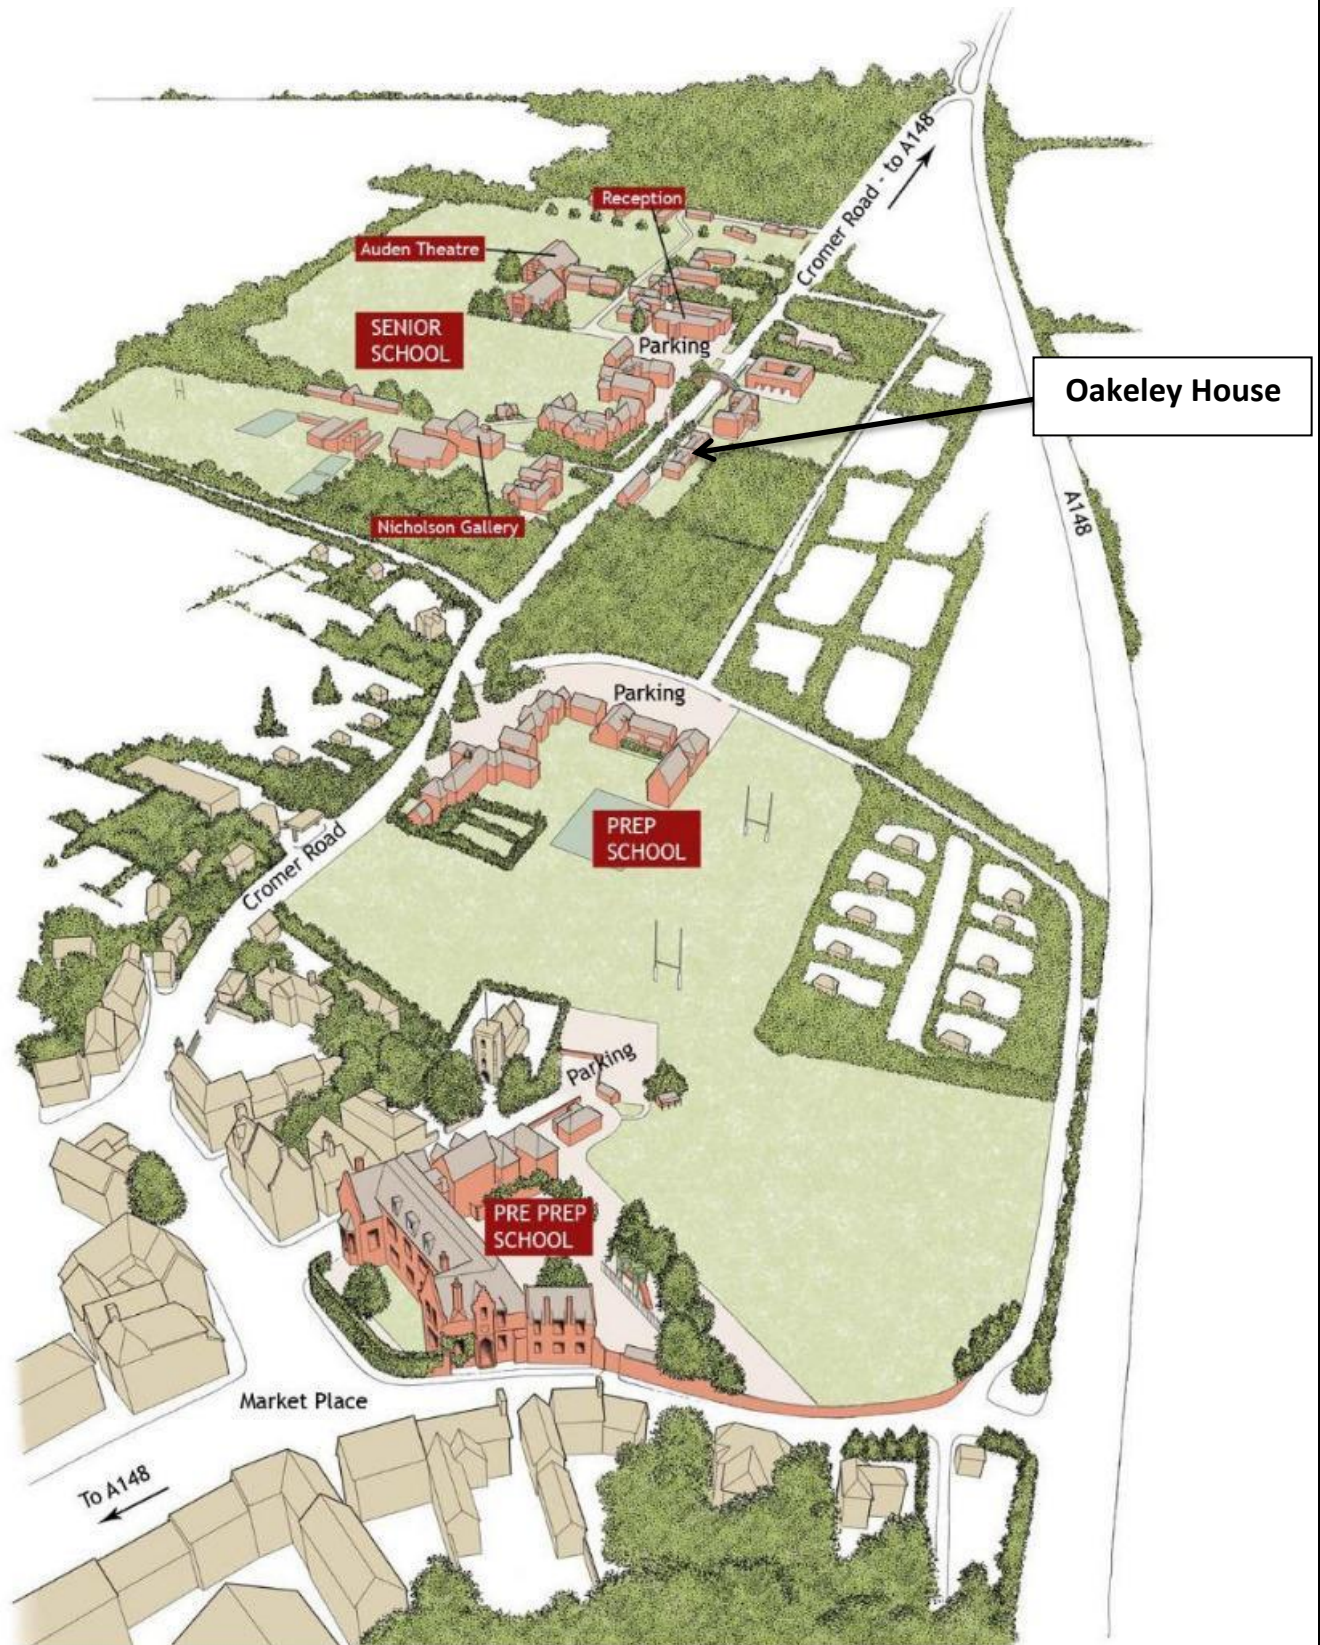 Cromer Road - to A148
Reception
Auden Theatre
SENIOR
SCHOOL
Parking
Oakeley House
A148
Nicholson Gallery
Parking
PREP
SCHOOL
Cromer Road
Parking
PRE PREP
SCHOOL
Market Place
To A148